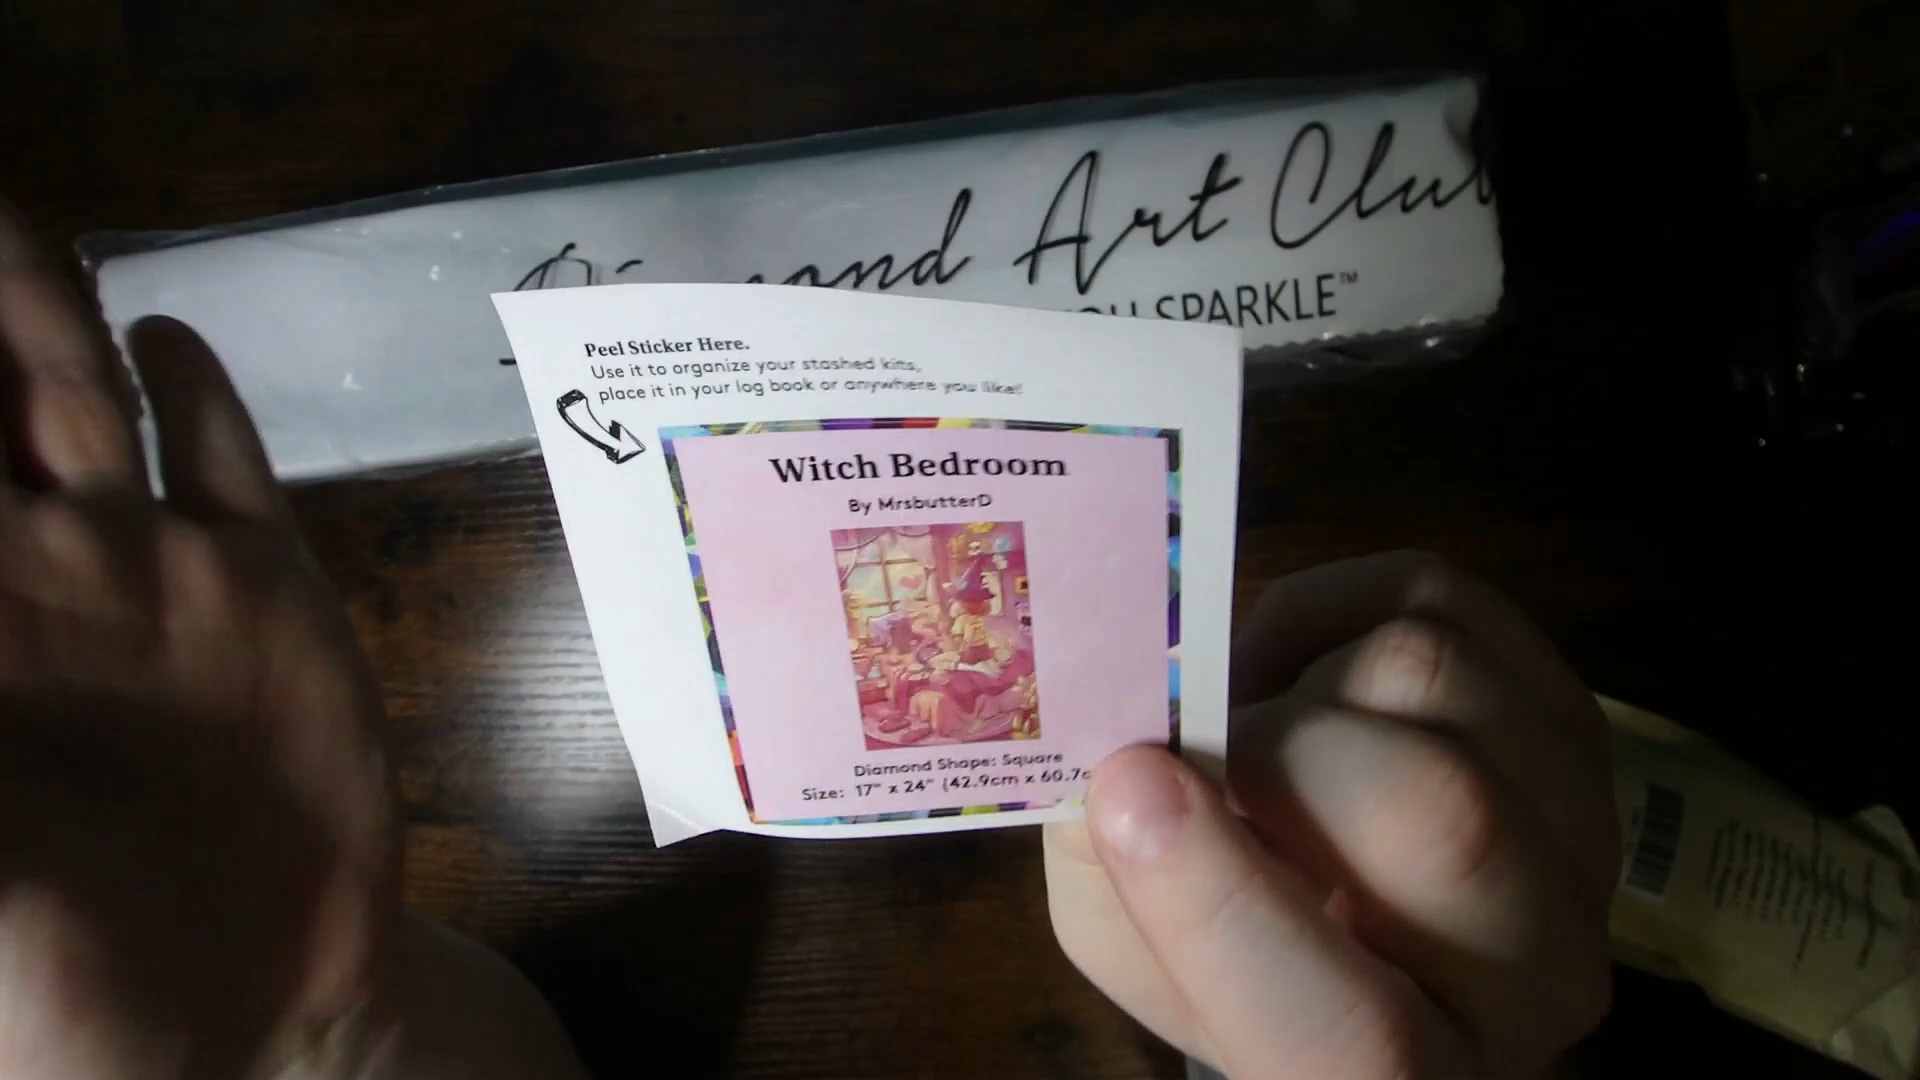 Diamond Art Club
YOU SPARKLE™
Peel Sticker Here.
Use it to organize your stashed kits,
place it in your log book or anywhere you like!
Witch Bedroom
By MrsbutterD
Diamond Shape: Square
Size: 17" x 24" (42.9cm x 60.7c